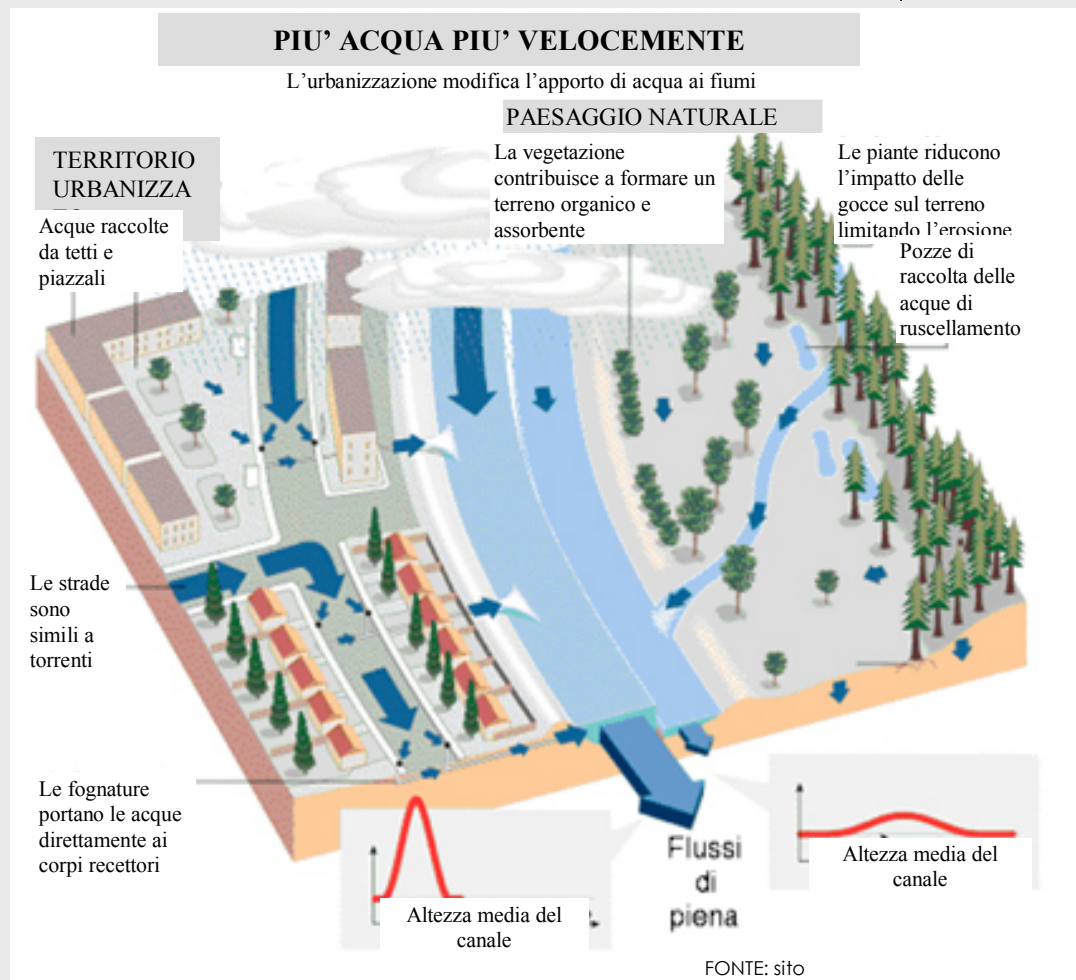 PIU’ ACQUA PIU’ VELOCEMENTE
L’urbanizzazione modifica l’apporto di acqua ai fiumi
PAESAGGIO NATURALE
TERRITORIO
URBANIZZA
Acque raccolte
da tetti e
piazzali
La vegetazione
contribuisce a formare un
terreno organico e
assorbente
Le piante riducono
l’impatto delle
gocce sul terreno
limitando l’erosione
Pozze di
raccolta delle
acque di
ruscellamento
Le strade
sono
simili a
torrenti
Le fognature
portano le acque
direttamente ai
corpi recettori
Altezza media del
canale
Flussi
di
piena
Altezza media del
canale
FONTE: sito